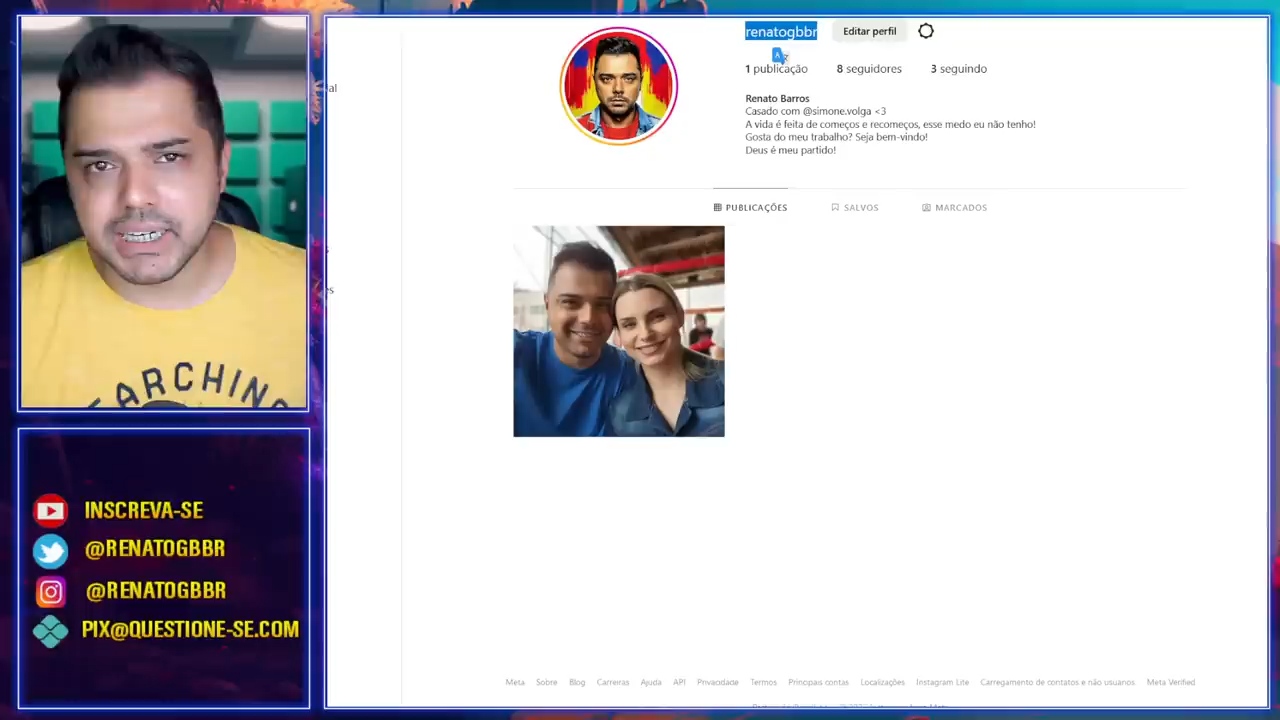 renatogbbr Editar perfil
1 publicação 8 seguidores 3 seguindo
Renato Barros
Casado com @simone.volga <3
A vida é feita de começos e recomeços, esse medo eu não tenho!
Gosta do meu trabalho? Seja bem-vindo!
Deus é meu partido!
al
PUBLICAÇÕES SALVOS MARCADOS
s
es
ARCHING
INSCREVA-SE
@RENATOGBBR
@RENATOGBBR
PIX@QUESTIONE-SE.COM
Meta Sobre Blog Carreiras Ajuda API Privacidade Termos Principais contas Localizações Instagram Lite Carregamento de contatos e não usuários Meta Verified